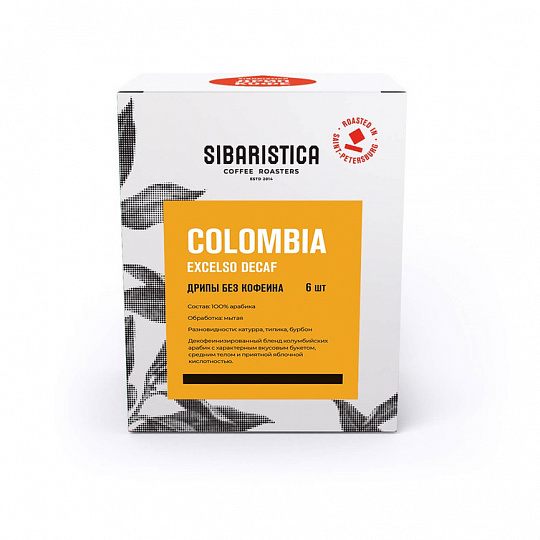 SIBARISTICA
COFFEE ROASTERS
ESTD 2014
ROASTED IN
SAINT-PETERSBURG
COLOMBIA
EXCELSO DECAF
ДРИПЫ БЕЗ КОФЕИНА 6 шт
Состав: 100% арабика
Обработка: мытая
Разновидности: катурра, типика, бурбон
Декофеинизированный бленд колумбийских
арабик с характерным вкусовым букетом,
средним телом и приятной яблочной
кислотностью.